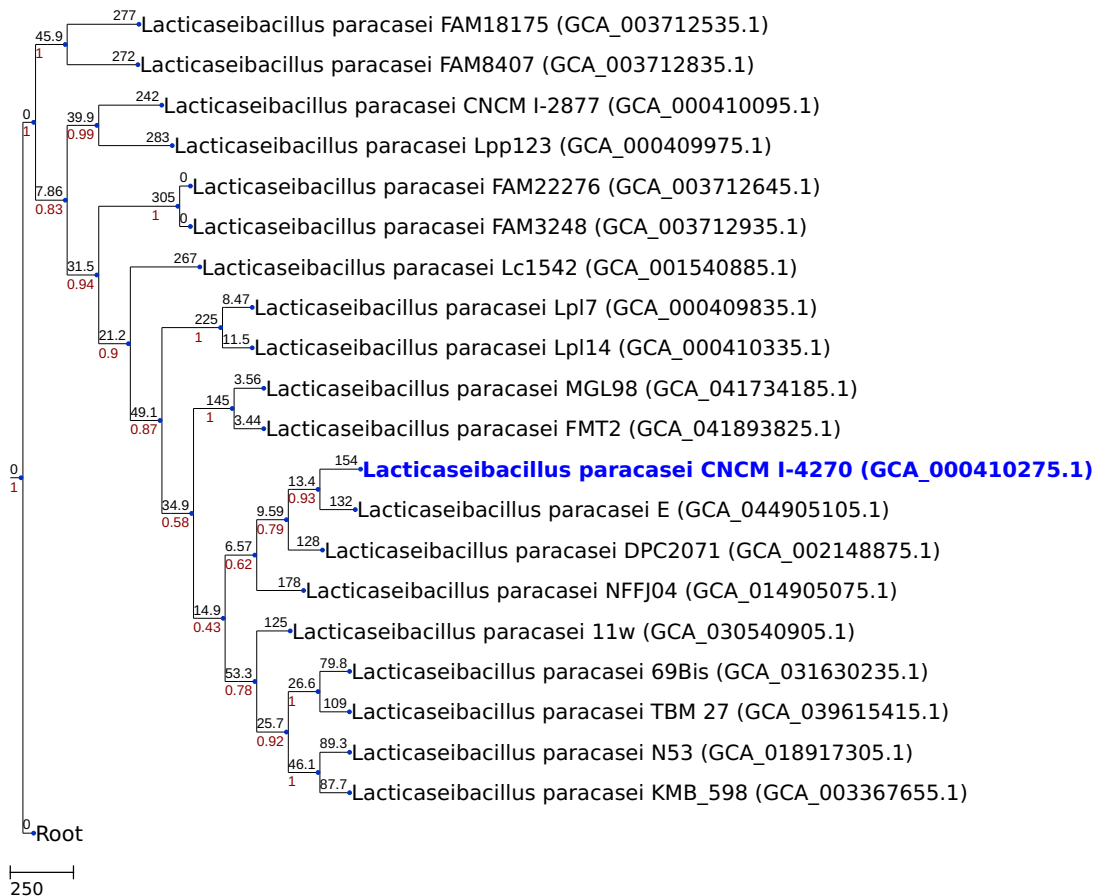 277 Lacticaseibacillus paracasei FAM18175 (GCA_003712535.1)
45.9
1
272 Lacticaseibacillus paracasei FAM8407 (GCA_003712835.1)
242 Lacticaseibacillus paracasei CNCM I-2877 (GCA_000410095.1)
0
1
39.9
0.99
283 Lacticaseibacillus paracasei Lpp123 (GCA_000409975.1)
0 Lacticaseibacillus paracasei FAM22276 (GCA_003712645.1)
7.86
0.83
305
1
0 Lacticaseibacillus paracasei FAM3248 (GCA_003712935.1)
267 Lacticaseibacillus paracasei Lc1542 (GCA_001540885.1)
31.5
0.94
8.47 Lacticaseibacillus paracasei Lpl7 (GCA_000409835.1)
225
1
21.2
0.9
11.5 Lacticaseibacillus paracasei Lpl14 (GCA_000410335.1)
3.56 Lacticaseibacillus paracasei MGL98 (GCA_041734185.1)
145
1
49.1
0.87
3.44 Lacticaseibacillus paracasei FMT2 (GCA_041893825.1)
0
1
154 Lacticaseibacillus paracasei CNCM I-4270 (GCA_000410275.1)
13.4
0.93
34.9
0.58
132 Lacticaseibacillus paracasei E (GCA_044905105.1)
9.59
0.79
128 Lacticaseibacillus paracasei DPC2071 (GCA_002148875.1)
6.57
0.62
178 Lacticaseibacillus paracasei NFFJ04 (GCA_014905075.1)
14.9
0.43
125 Lacticaseibacillus paracasei 11w (GCA_030540905.1)
79.8 Lacticaseibacillus paracasei 69Bis (GCA_031630235.1)
53.3
0.78
26.6
1
109 Lacticaseibacillus paracasei TBM 27 (GCA_039615415.1)
25.7
0.92
89.3 Lacticaseibacillus paracasei N53 (GCA_018917305.1)
46.1
1
87.7 Lacticaseibacillus paracasei KMB_598 (GCA_003367655.1)
0 Root
250